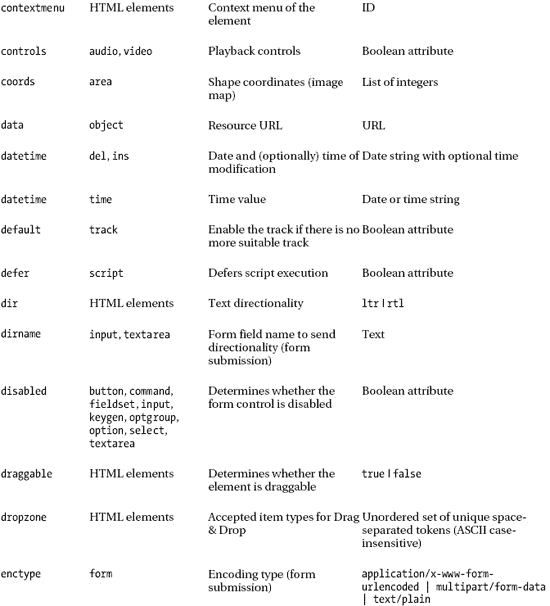 contextmenu HTML elements Context menu of the ID
element
controls audio, video Playback controls Boolean attribute
coords area Shape coordinates (image List of integers
map)
data object Resource URL URL
datetime del, ins Date and (optionally) time of Date string with optional time
modification
datetime time Time value Date or time string
default track Enable the track if there is no Boolean attribute
more suitable track
defer script Defers script execution Boolean attribute
dir HTML elements Text directionality ltr|rtl
dirname input, textarea Form field name to send Text
directionality (form
submission)
disabled button, command, Determines whether the Boolean attribute
fieldset, input, form control is disabled
keygen, optgroup,
option, select,
textarea
draggable HTML elements Determines whether the true|false
element is draggable
dropzone HTML elements Accepted item types for Drag Unordered set of unique space-
& Drop separated tokens (ASCII case-
insensitive)
enctype form Encoding type (form application/x-www-form-
submission) urlencoded | multipart/form-data
| text/plain